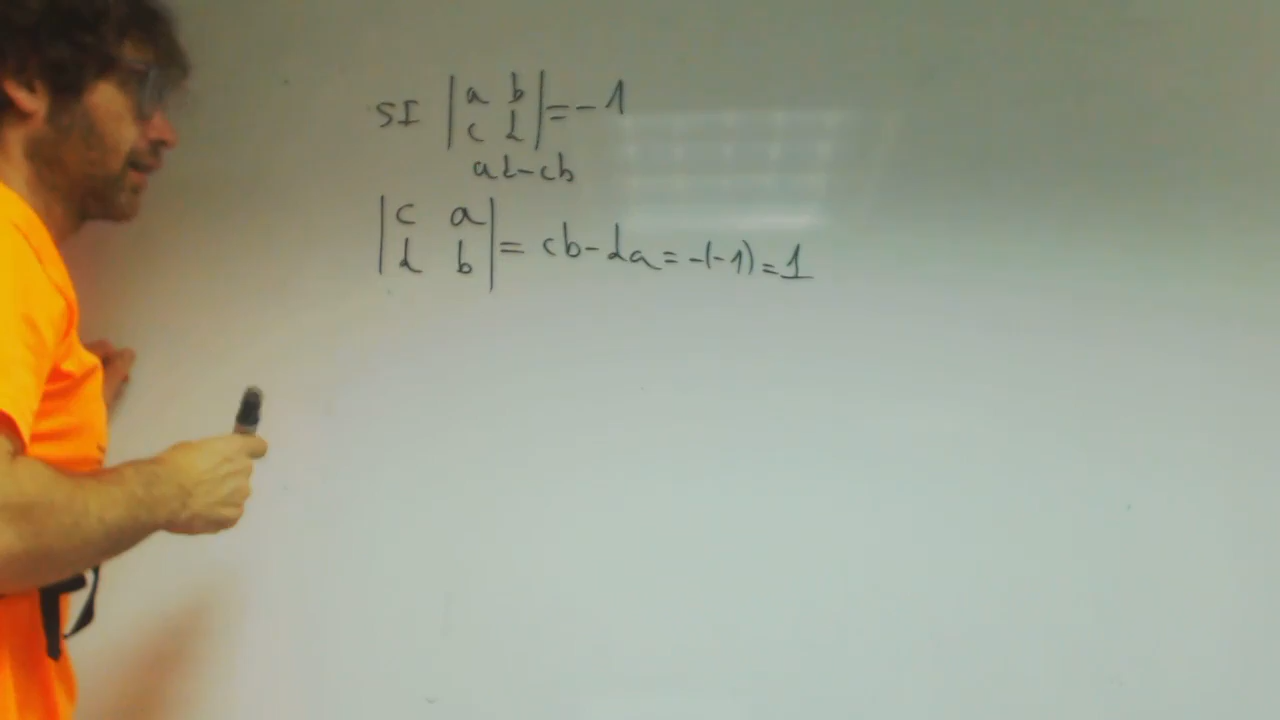 SI |a b| = -1
|c d|
ad-cb
|c a|
|d b| = cb-da = -(-1) = 1